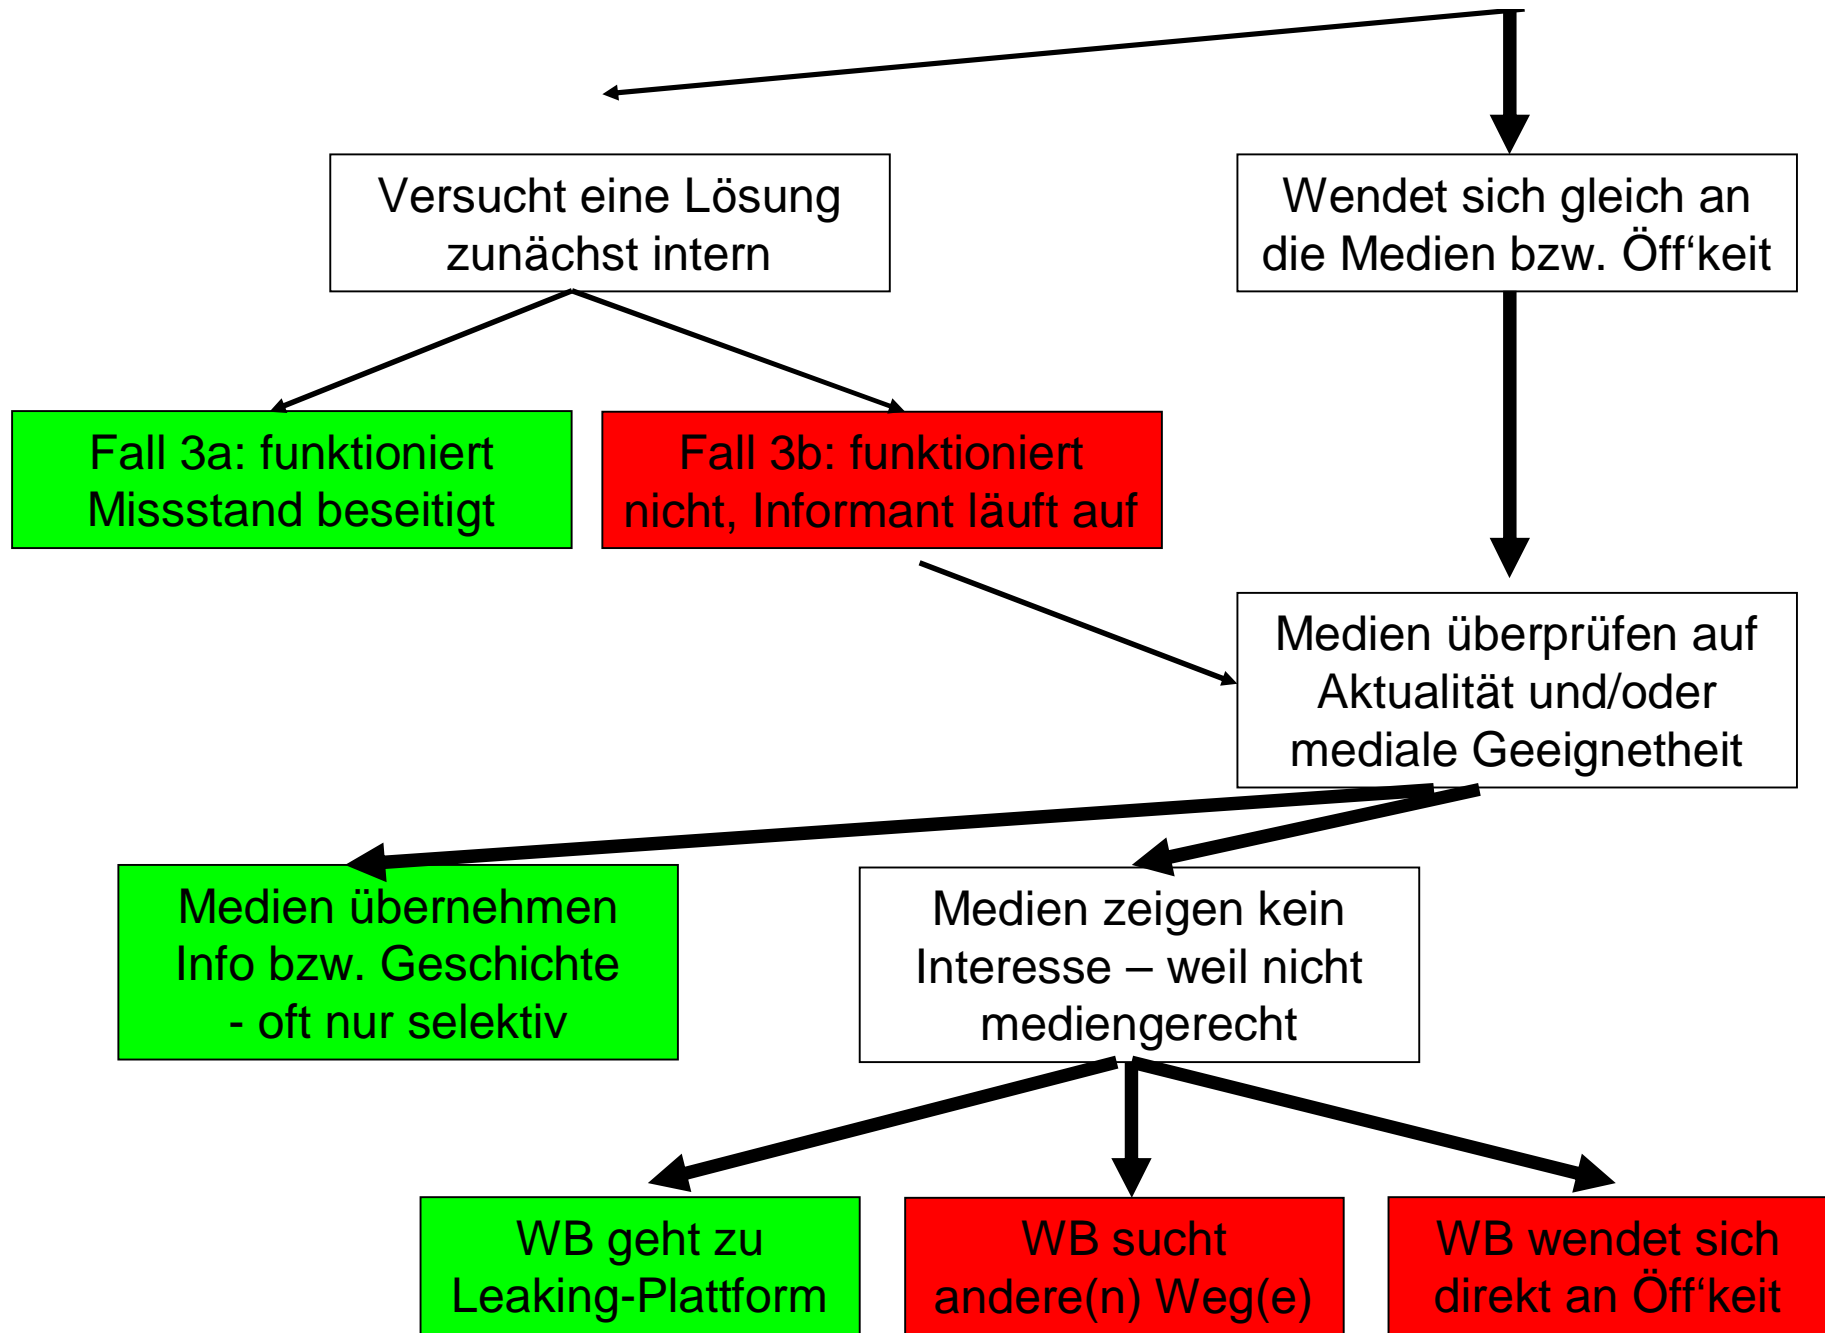 Versucht eine Lösung
zunächst intern
Wendet sich gleich an
die Medien bzw. Öff‘keit
Fall 3a: funktioniert
Missstand beseitigt
Fall 3b: funktioniert
nicht, Informant läuft auf
Medien überprüfen auf
Aktualität und/oder
mediale Geeignetheit
Medien übernehmen
Info bzw. Geschichte
- oft nur selektiv
Medien zeigen kein
Interesse – weil nicht
mediengerecht
WB geht zu
Leaking-Plattform
WB sucht
andere(n) Weg(e)
WB wendet sich
direkt an Öff‘keit